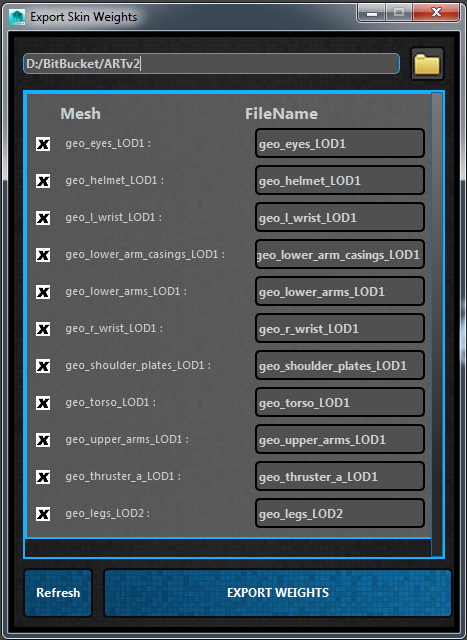 Export Skin Weights
D:/BitBucket/ARTv2
Mesh FileName
geo_eyes_LOD1 : geo_eyes_LOD1
geo_helmet_LOD1 : geo_helmet_LOD1
geo_l_wrist_LOD1 : geo_l_wrist_LOD1
geo_lower_arm_casings_LOD1 : geo_lower_arm_casings_LOD1
geo_lower_arms_LOD1 : geo_lower_arms_LOD1
geo_r_wrist_LOD1 : geo_r_wrist_LOD1
geo_shoulder_plates_LOD1 : geo_shoulder_plates_LOD1
geo_torso_LOD1 : geo_torso_LOD1
geo_upper_arms_LOD1 : geo_upper_arms_LOD1
geo_thruster_a_LOD1 : geo_thruster_a_LOD1
geo_legs_LOD2 : geo_legs_LOD2
Refresh EXPORT WEIGHTS